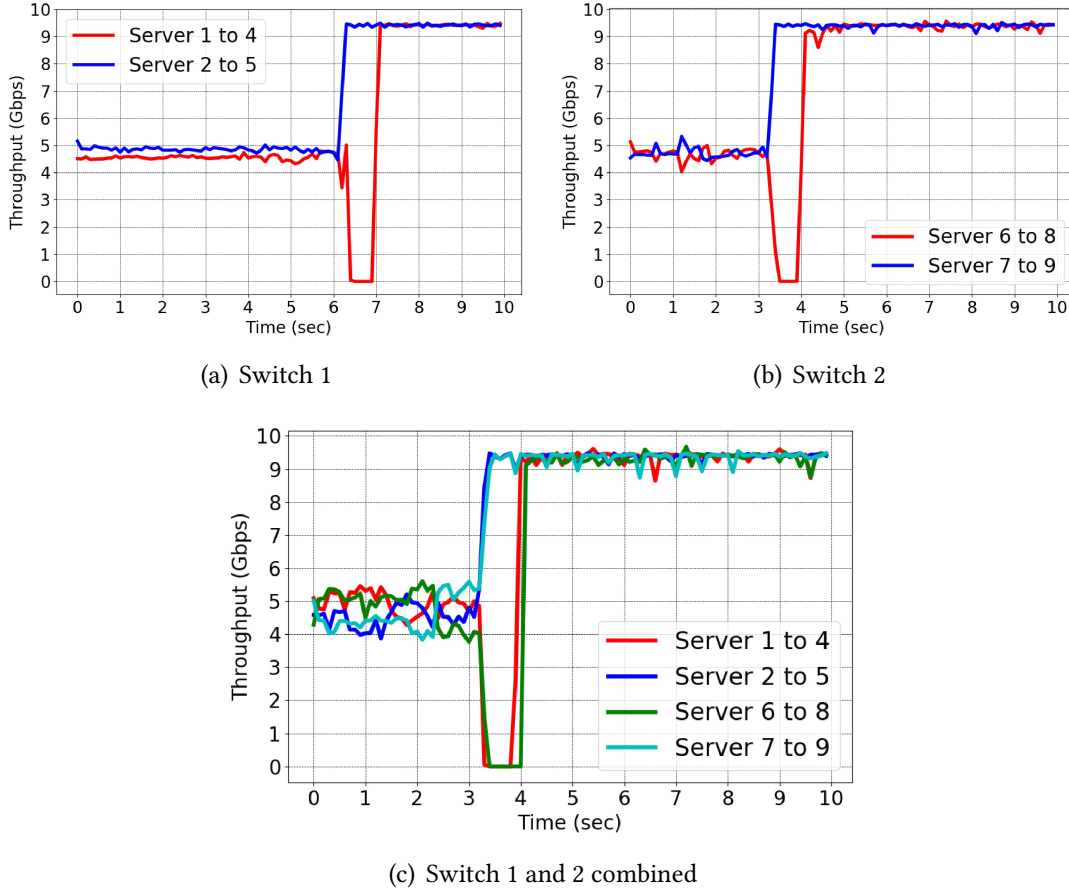 10
9
8
7
6
5
4
3
2
1
0
Throughput (Gbps)
Server 1 to 4
Server 2 to 5
0 1 2 3 4 5 6 7 8 9 10
Time (sec)
(a) Switch 1
10
9
8
7
6
5
4
3
2
1
0
Throughput (Gbps)
Server 6 to 8
Server 7 to 9
0 1 2 3 4 5 6 7 8 9 10
Time (sec)
(b) Switch 2
10
9
8
7
6
5
4
3
2
1
0
Throughput (Gbps)
Server 1 to 4
Server 2 to 5
Server 6 to 8
Server 7 to 9
0 1 2 3 4 5 6 7 8 9 10
Time (sec)
(c) Switch 1 and 2 combined